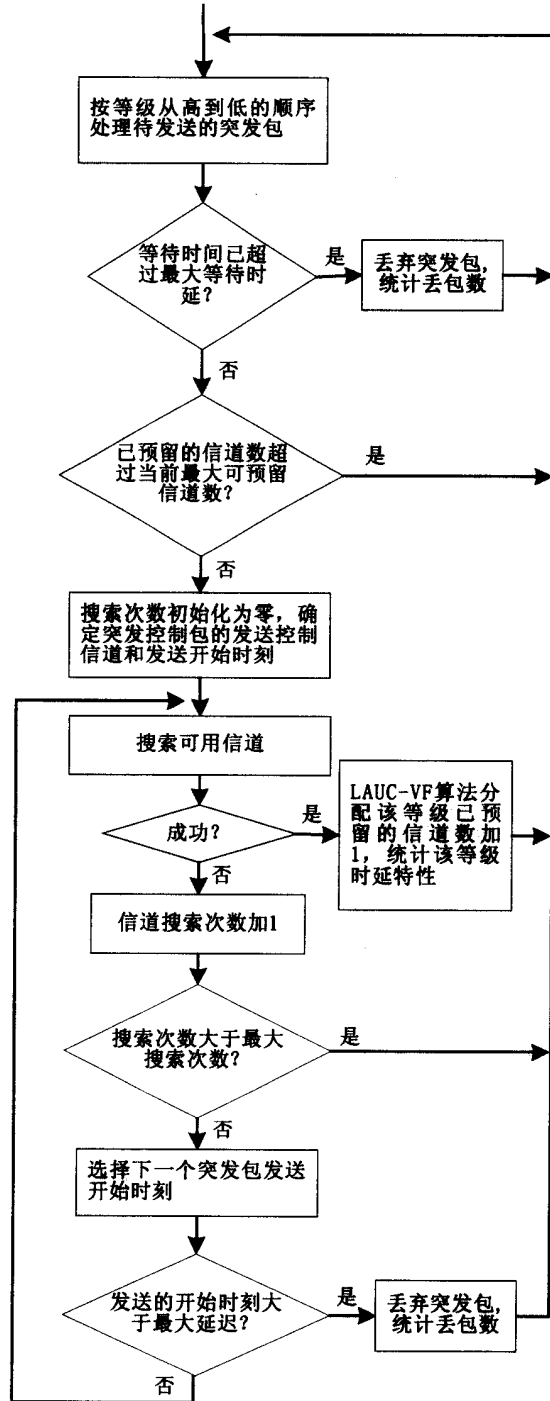 按等级从高到低的顺序
处理待发送的突发包
等待时间已超
过最大等待时
延?
是
丢弃突发包,
统计丢包数
否
已预留的信道数超
过当前最大可预留
信道数?
是
否
搜索次数初始化为零, 确
定突发控制包的发送控制
信道和发送开始时刻
搜索可用信道
成功?
是
LAUC-VF算法分
配该等级已预
留的信道数加
1, 统计该等级
时延特性
否
信道搜索次数加1
搜索次数大于最大
搜索次数?
是
否
选择下一个突发包发送
开始时刻
发送的开始时刻大
于最大延迟?
是
丢弃突发包,
统计丢包数
否